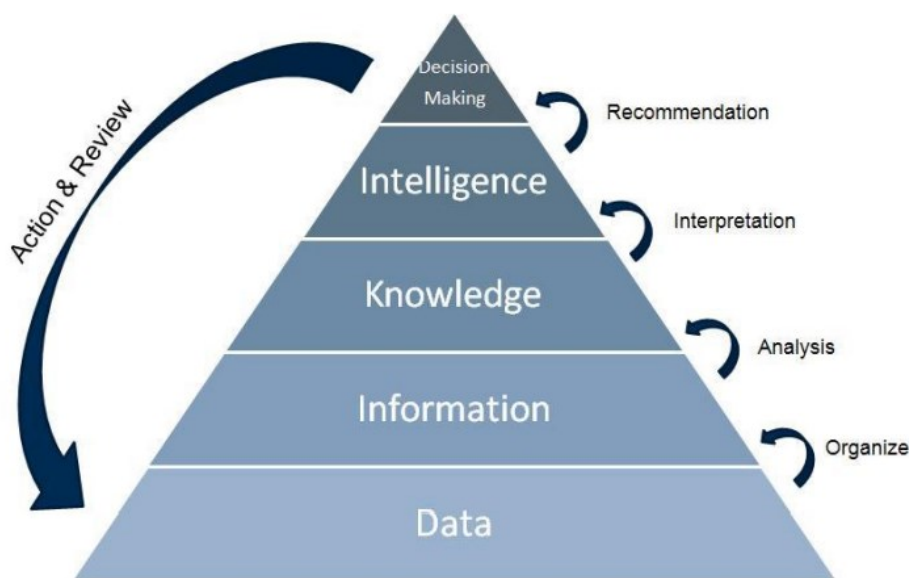 Decision
Making
Recommendation
Intelligence
Interpretation
Knowledge
Analysis
Information
Organize
Data
Action & Review